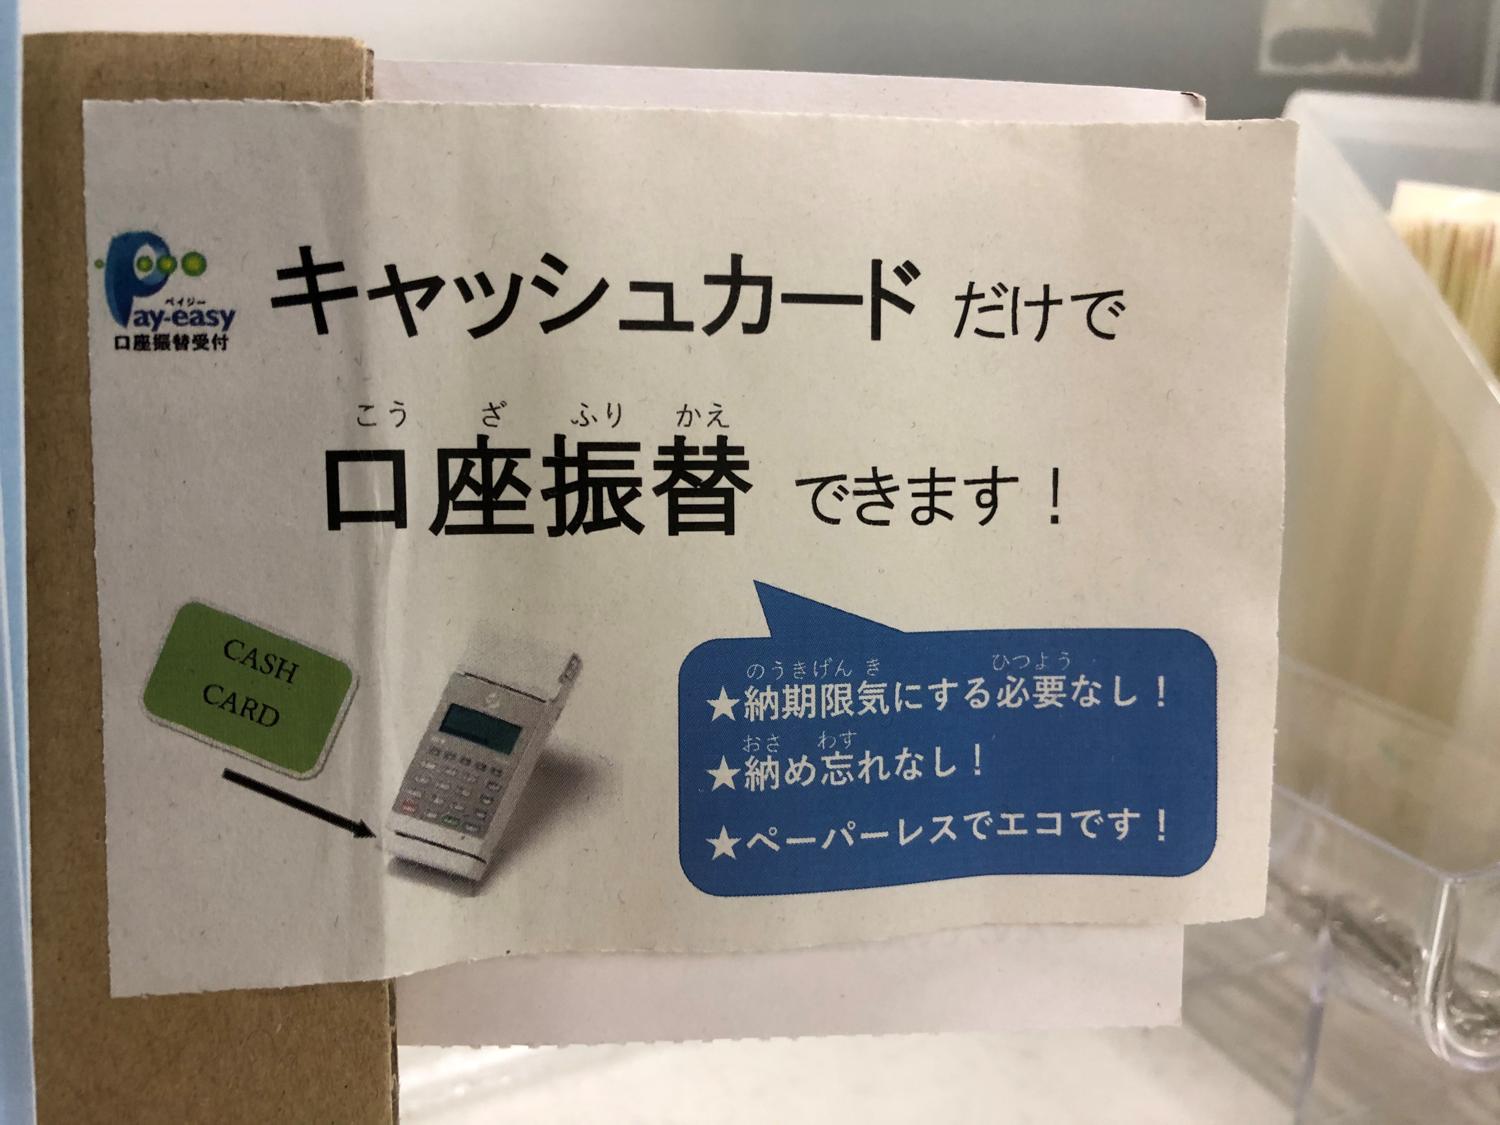 キャッシュカードだけで
ペイジー
Pay-easy
口座振替受付
こうざふりかえ
口座振替できます！
CASH
CARD
のうきげん き ひつよう
★納期限気にする必要なし！
おさ わす
★納め忘れなし！
★ペーパーレスでエコです！